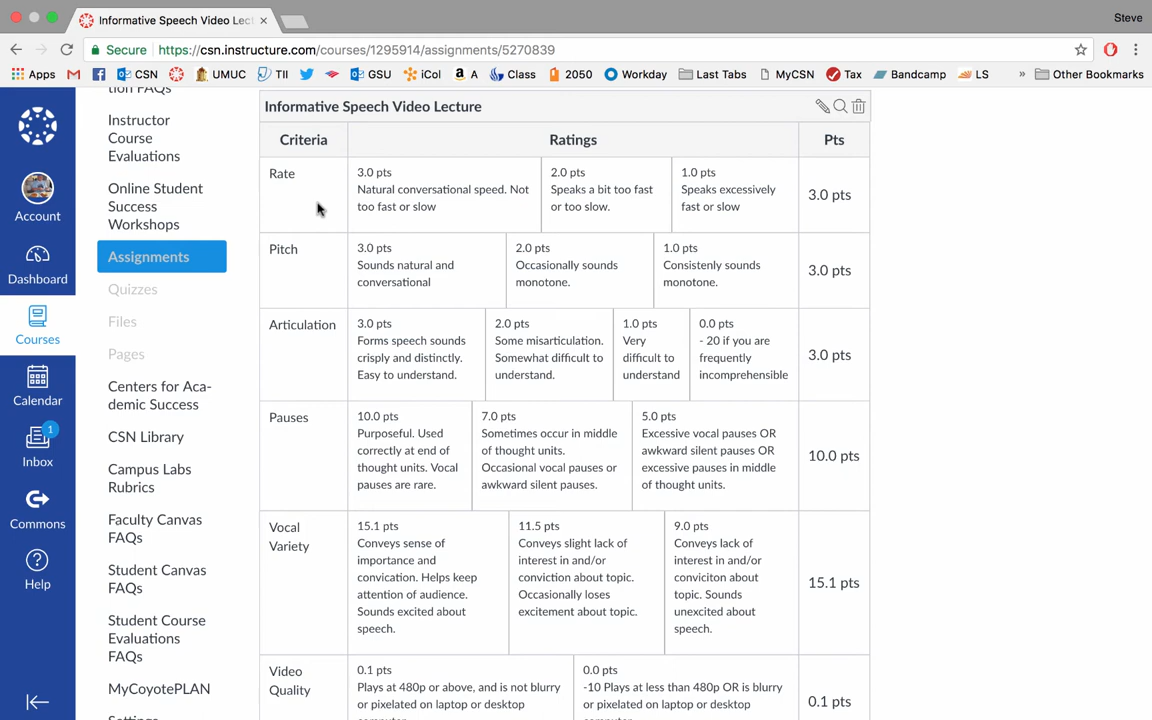 Informative Speech Video Lect
Steve
Secure https://csn.instructure.com/courses/1295914/assignments/5270839
Apps CSN UMUC TII GSU iCol A Class 2050 Workday Last Tabs MyCSN Tax Bandcamp LS » Other Bookmarks
Account
Dashboard
Courses
Calendar
1
Inbox
Commons
Help
tion FAQs
Instructor
Course
Evaluations
Online Student
Success
Workshops
Assignments
Quizzes
Files
Pages
Centers for Aca-
demic Success
CSN Library
Campus Labs
Rubrics
Faculty Canvas
FAQs
Student Canvas
FAQs
Student Course
Evaluations
FAQs
MyCoyotePLAN
Settings
Informative Speech Video Lecture
Criteria Ratings Pts
Rate
3.0 pts
Natural conversational speed. Not
too fast or slow
2.0 pts
Speaks a bit too fast
or too slow.
1.0 pts
Speaks excessively
fast or slow
3.0 pts
Pitch
3.0 pts
Sounds natural and
conversational
2.0 pts
Occasionally sounds
monotone.
1.0 pts
Consistenly sounds
monotone.
3.0 pts
Articulation
3.0 pts
Forms speech sounds
crisply and distinctly.
Easy to understand.
2.0 pts
Some misarticulation.
Somewhat difficult to
understand.
1.0 pts
Very
difficult to
understand
0.0 pts
- 20 if you are
frequently
incomprehensible
3.0 pts
Pauses
10.0 pts
Purposeful. Used
correctly at end of
thought units. Vocal
pauses are rare.
7.0 pts
Sometimes occur in middle
of thought units.
Occasional vocal pauses or
awkward silent pauses.
5.0 pts
Excessive vocal pauses OR
awkward silent pauses OR
excessive pauses in middle
of thought units.
10.0 pts
Vocal
Variety
15.1 pts
Conveys sense of
importance and
convication. Helps keep
attention of audience.
Sounds excited about
speech.
11.5 pts
Conveys slight lack of
interest in and/or
conviction about topic.
Occasionally loses
excitement about topic.
9.0 pts
Conveys lack of
interest in and/or
conviciton about
topic. Sounds
unexcited about
speech.
15.1 pts
Video
Quality
0.1 pts
Plays at 480p or above, and is not blurry
or pixelated on laptop or desktop
computer.
0.0 pts
-10 Plays at less than 480p OR is blurry
or pixelated on laptop or desktop
computer.
0.1 pts